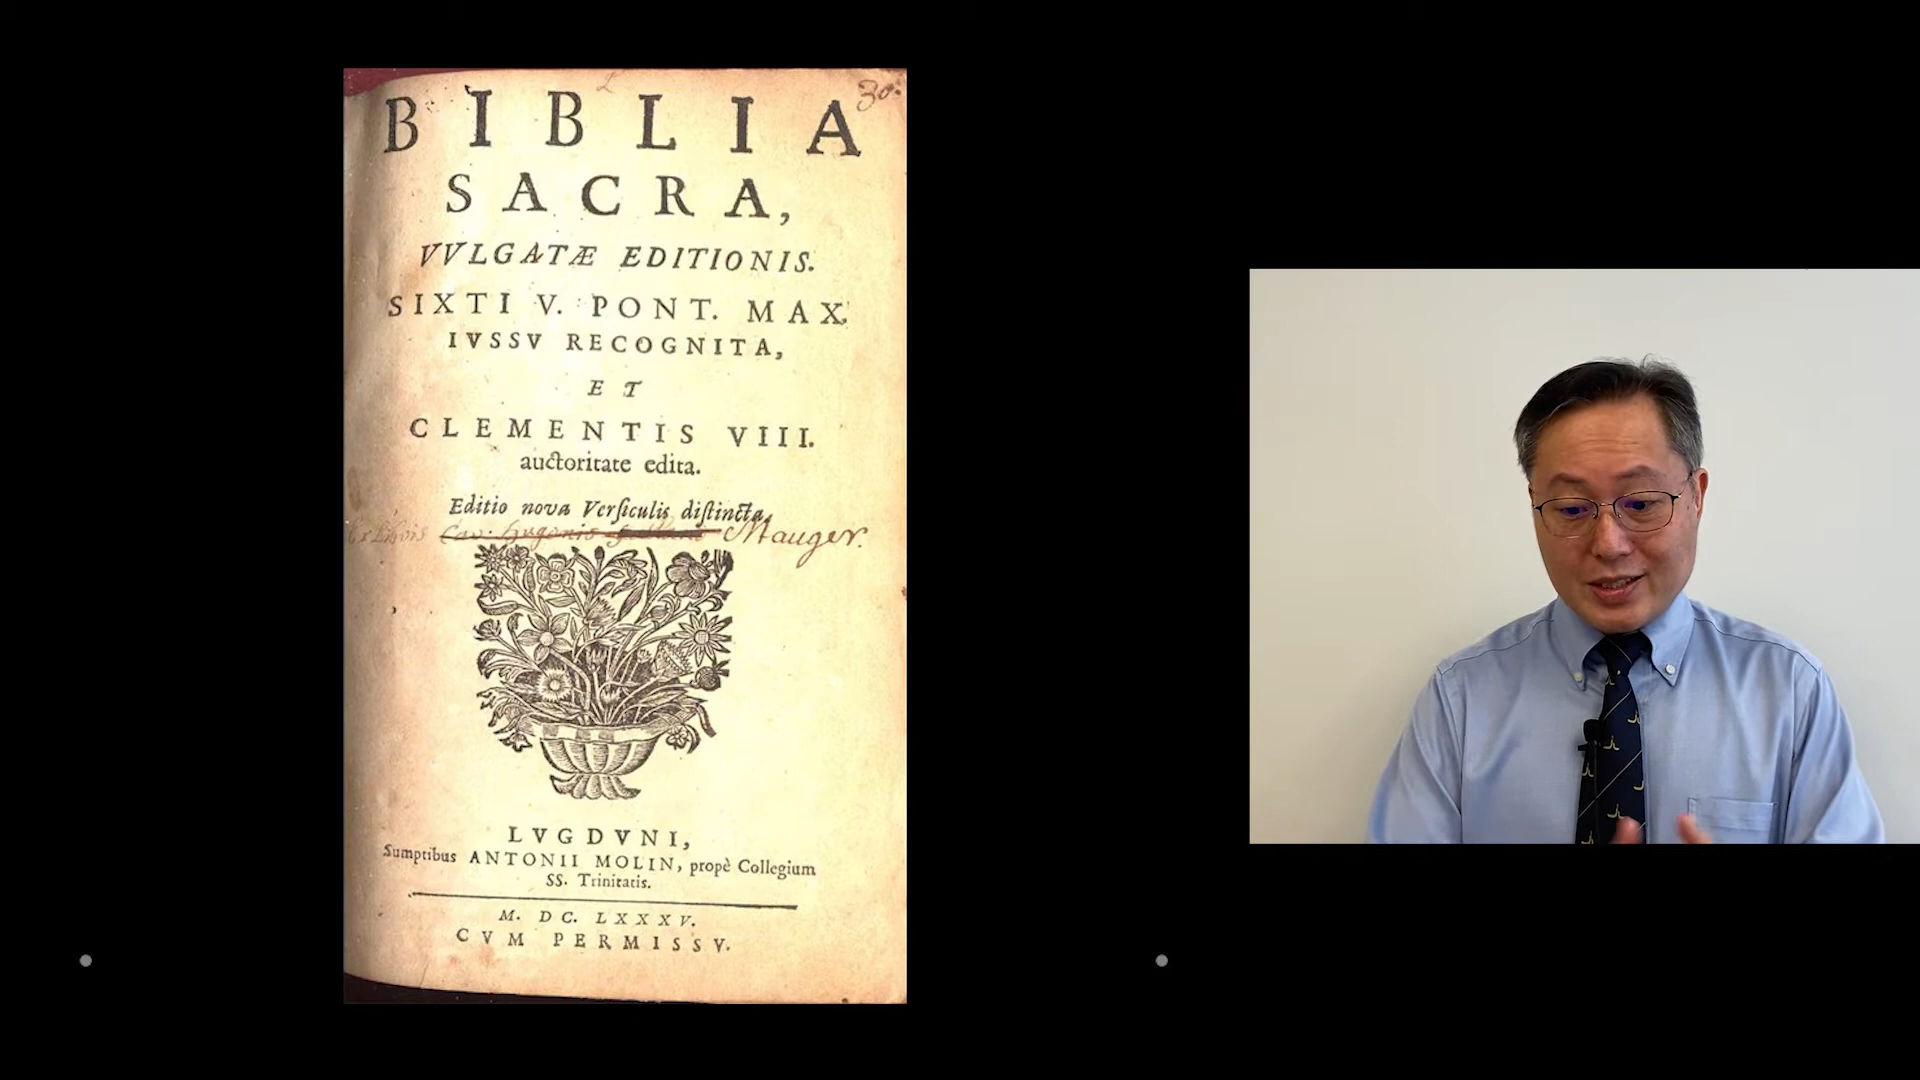 30.
BIBLIA
SACRA,
VVLGATÆ EDITIONIS.
SIXTI V. PONT. MAX.
IVSSV RECOGNITA,
ET
CLEMENTIS VIII.
auctoritate edita.
Editio nova Verſiculis diſtincta.
Mauger.
LVGDVNI,
Sumptibus ANTONII MOLIN, propè Collegium
SS. Trinitatis.
M. DC. LXXXV.
CVM PERMISSV.